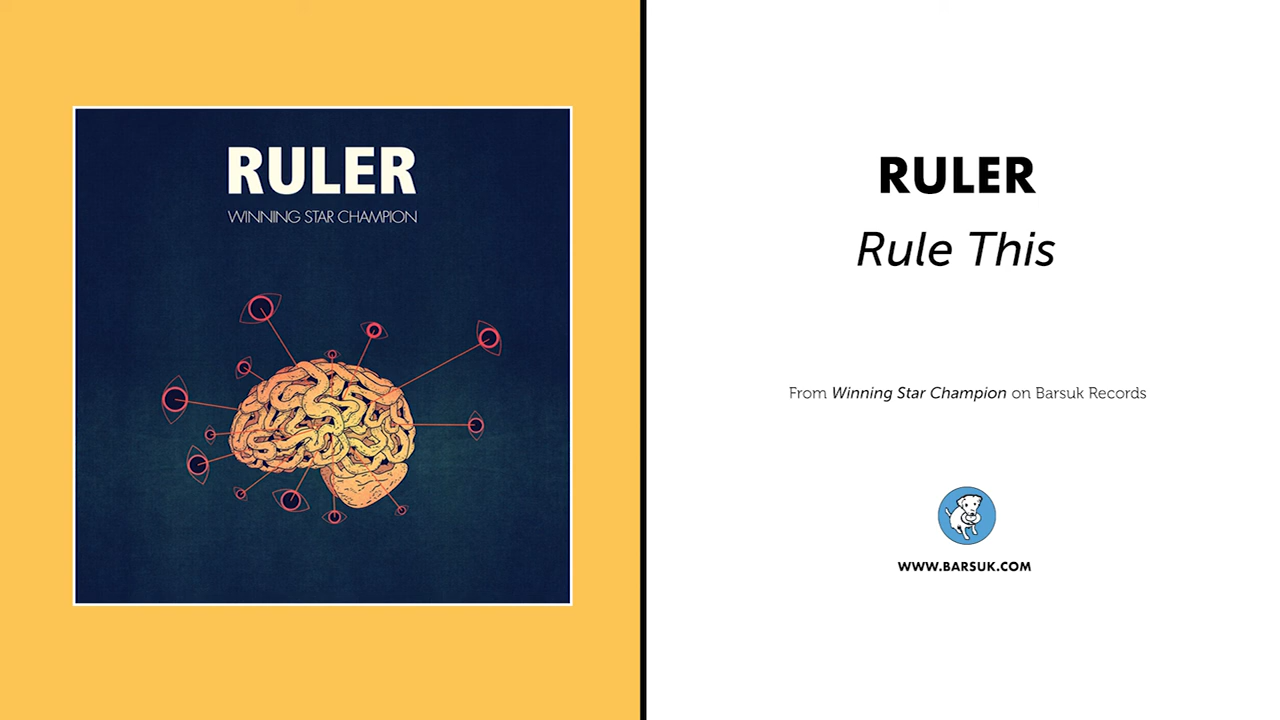 RULER
WINNING STAR CHAMPION
RULER
Rule This
From Winning Star Champion on Barsuk Records
WWW.BARSUK.COM